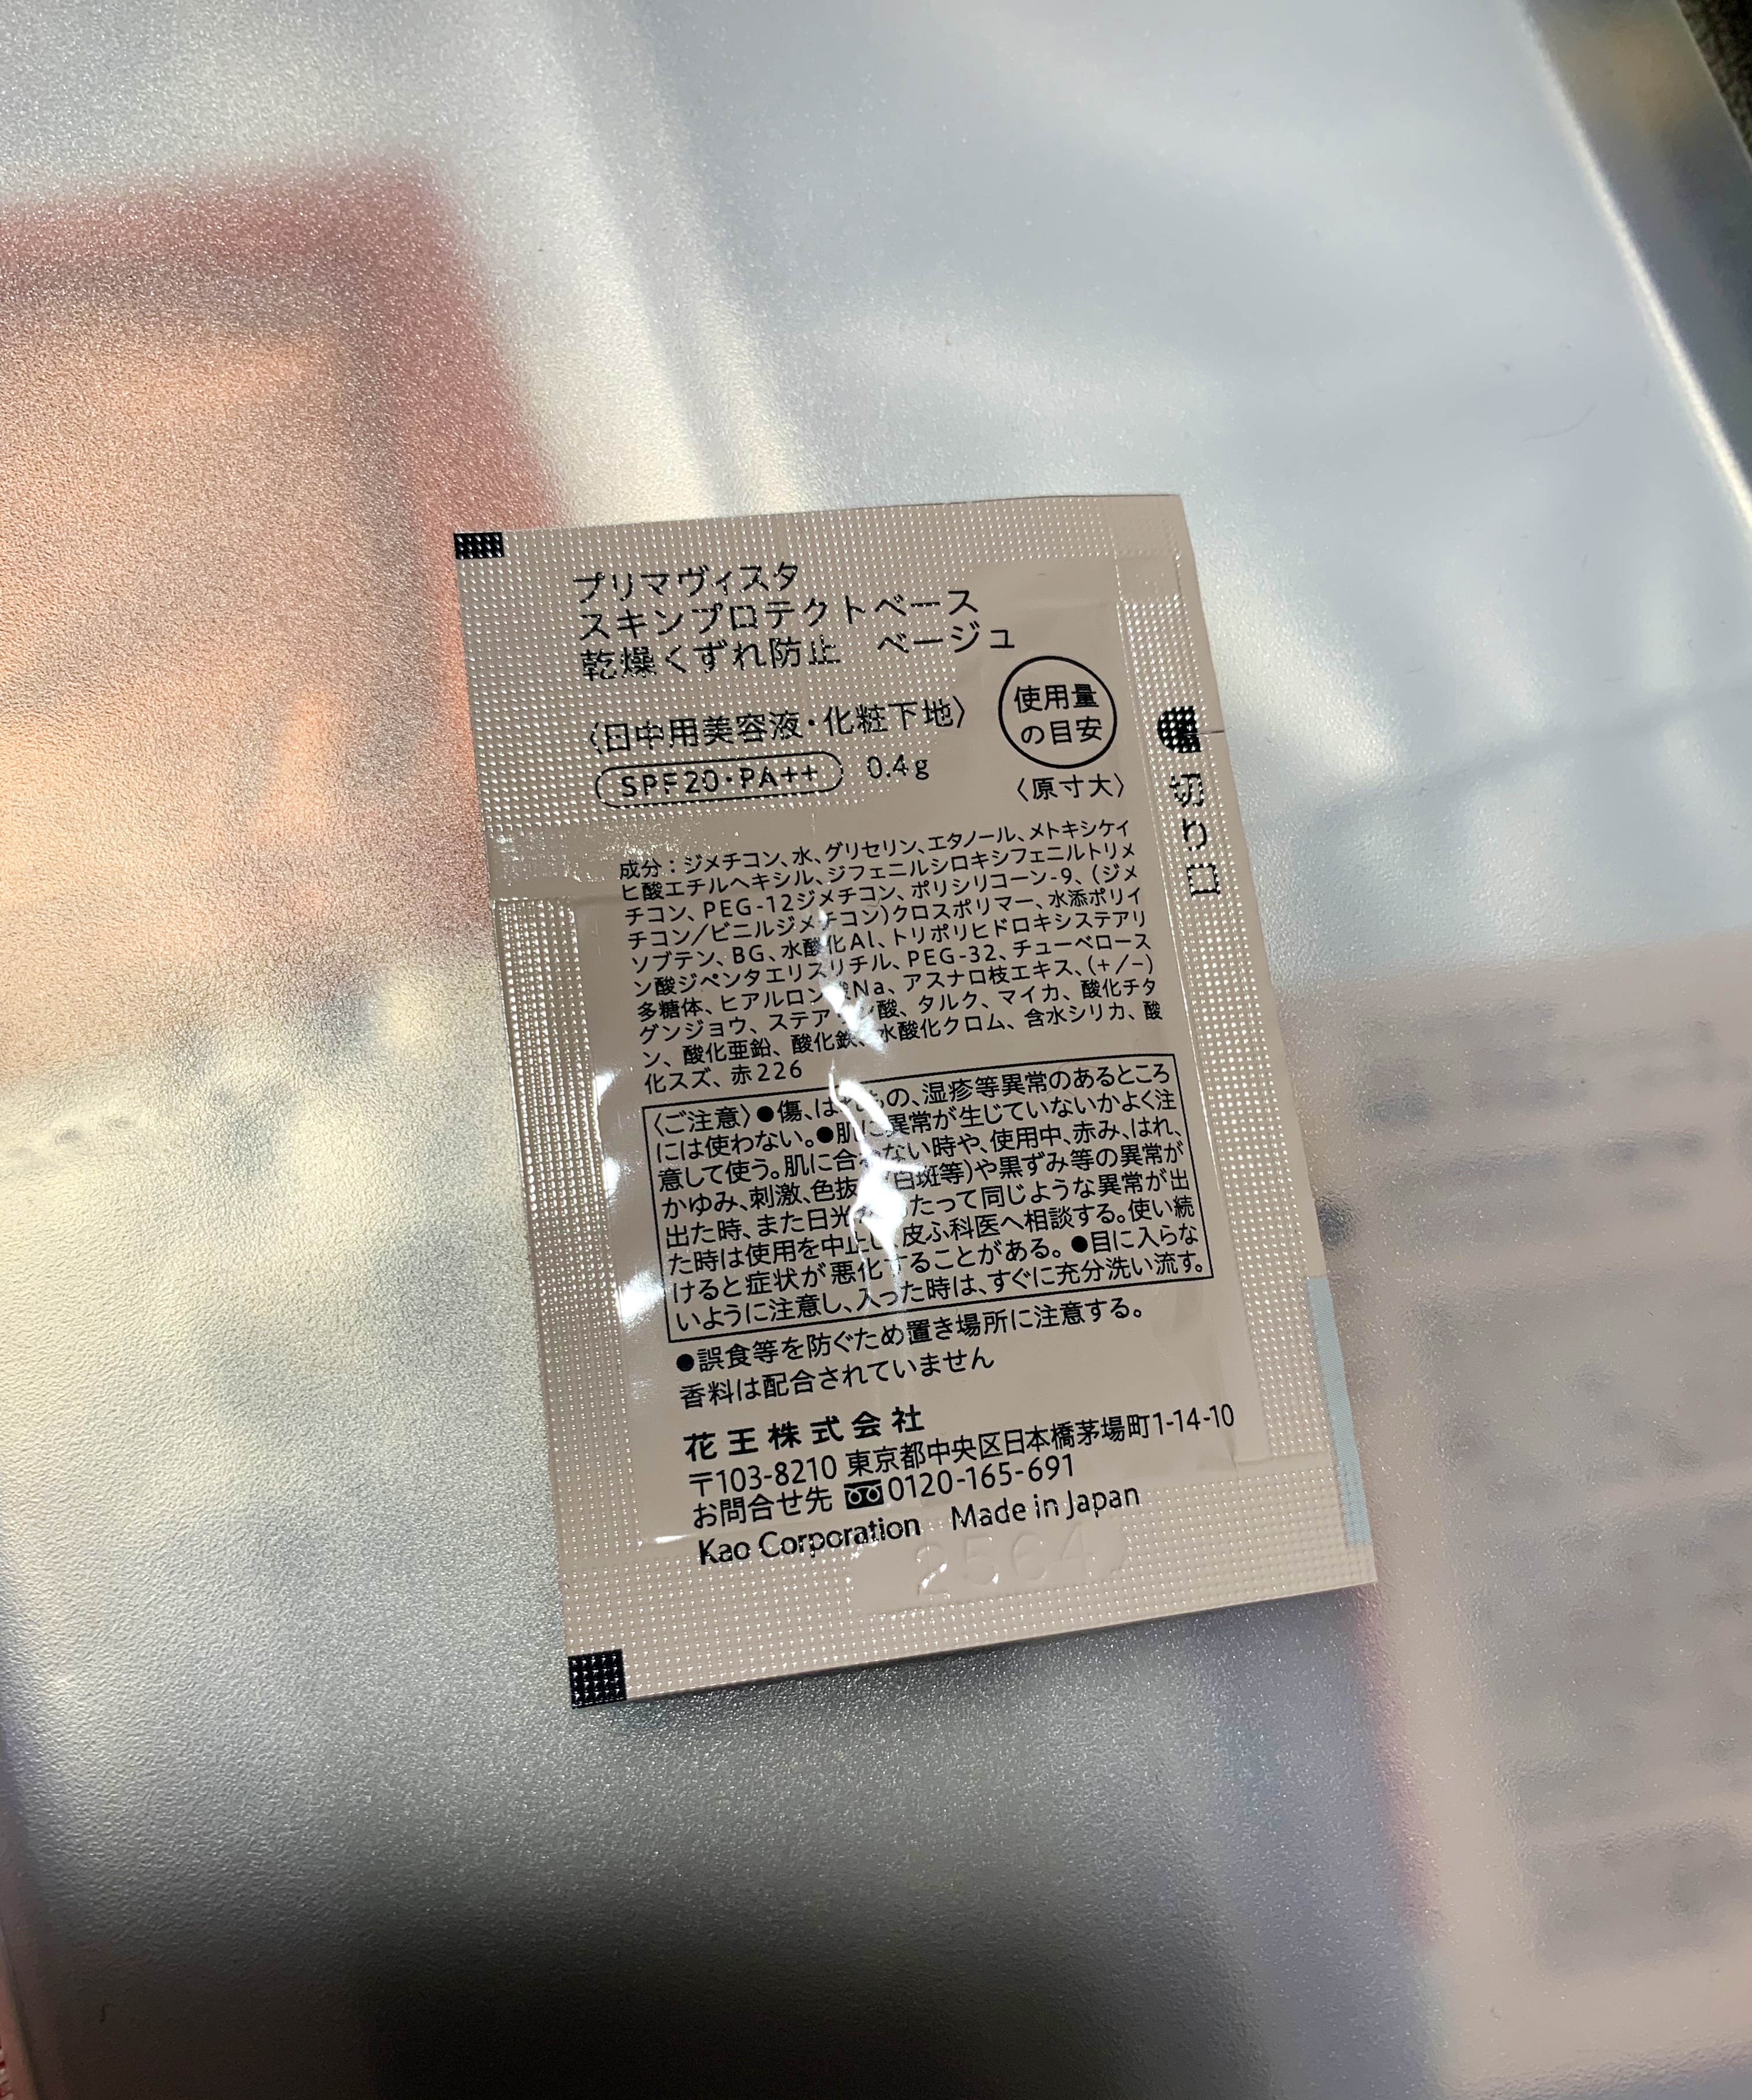 プリマヴィスタ
スキンプロテクトベース
乾燥くずれ防止 ベージュ
〈日中用美容液・化粧下地〉
SPF20・PA++ 0.4g
使用量
の目安
〈原寸大〉
切り口
成分：ジメチコン、水、グリセリン、エタノール、メトキシケイ
ヒ酸エチルヘキシル、ジフェニルシロキシフェニルトリメ
チコン、PEG-12ジメチコン、ポリシリコーン-9、(ジメ
チコン/ビニルジメチコン)クロスポリマー、水添ポリイ
ソブテン、BG、水酸化Al、トリポリヒドロキシステアリ
ン酸ジペンタエリスリチル、PEG-32、チューベロース
多糖体、ヒアルロン酸Na、アスナロ枝エキス、(+/-)
グンジョウ、ステアリン酸、タルク、マイカ、酸化チタ
ン、酸化亜鉛、酸化鉄、水酸化クロム、含水シリカ、酸
化スズ、赤226
〈ご注意〉●傷、はれもの、湿疹等異常のあるところ
には使わない。●肌に異常が生じていないかよく注
意して使う。肌に合わない時や、使用中、赤み、はれ、
かゆみ、刺激、色抜け(白斑等)や黒ずみ等の異常が
出た時、また日光があたって同じような異常が出
た時は使用を中止し、皮ふ科医へ相談する。使い続
けると症状が悪化することがある。●目に入らな
いように注意し、入った時は、すぐに充分洗い流す。
●誤食等を防ぐため置き場所に注意する。
香料は配合されていません
花王株式会社
〒103-8210 東京都中央区日本橋茅場町1-14-10
お問合せ先 0120-165-691
Kao Corporation Made in Japan